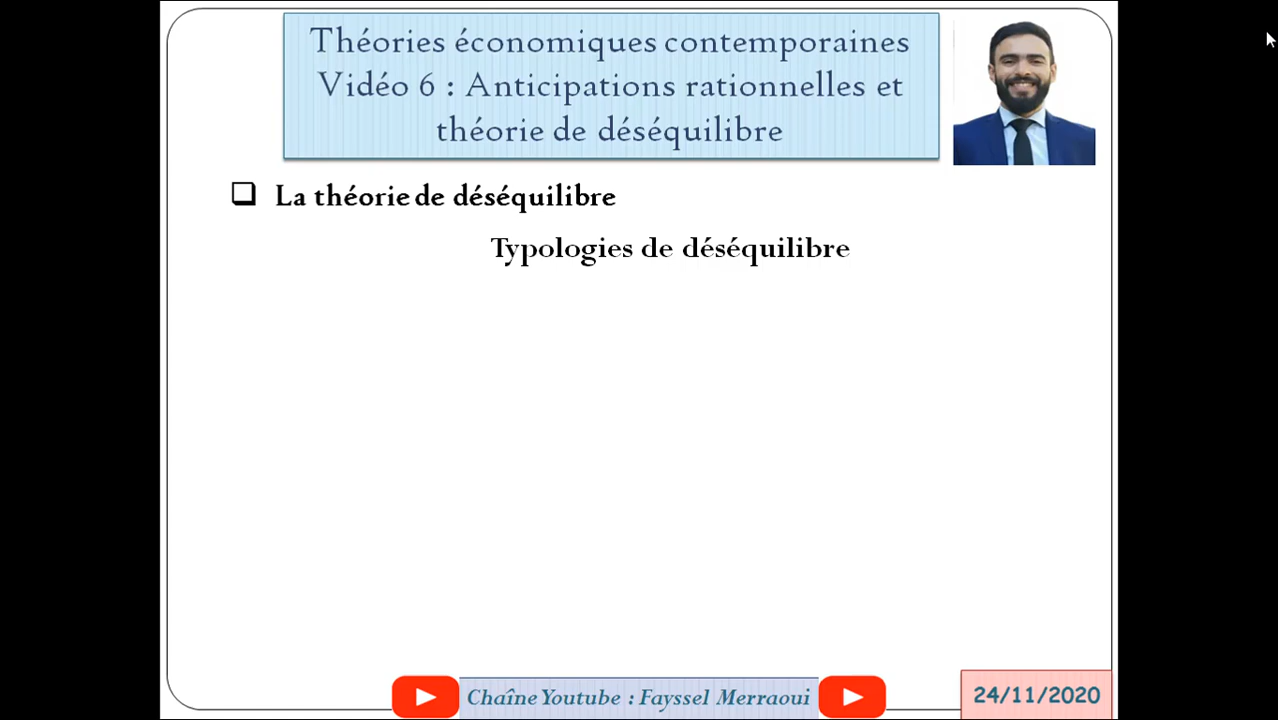 Théories économiques contemporaines
Vidéo 6 : Anticipations rationnelles et
théorie de déséquilibre
La théorie de déséquilibre
Typologies de déséquilibre
Chaîne Youtube : Fayssel Merraoui
24/11/2020